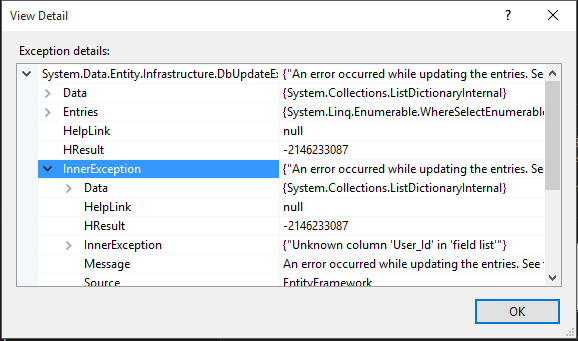 View Detail
Exception details:
System.Data.Entity.Infrastructure.DbUpdateEx {"An error occurred while updating the entries. Se
Data {System.Collections.ListDictionaryInternal}
Entries {System.Linq.Enumerable.WhereSelectEnumerable
HelpLink null
HResult -2146233087
InnerException {"An error occurred while updating the entries. Se
Data {System.Collections.ListDictionaryInternal}
HelpLink null
HResult -2146233087
InnerException {"Unknown column 'User_Id' in 'field list'"}
Message An error occurred while updating the entries. See
Source EntityFramework
OK